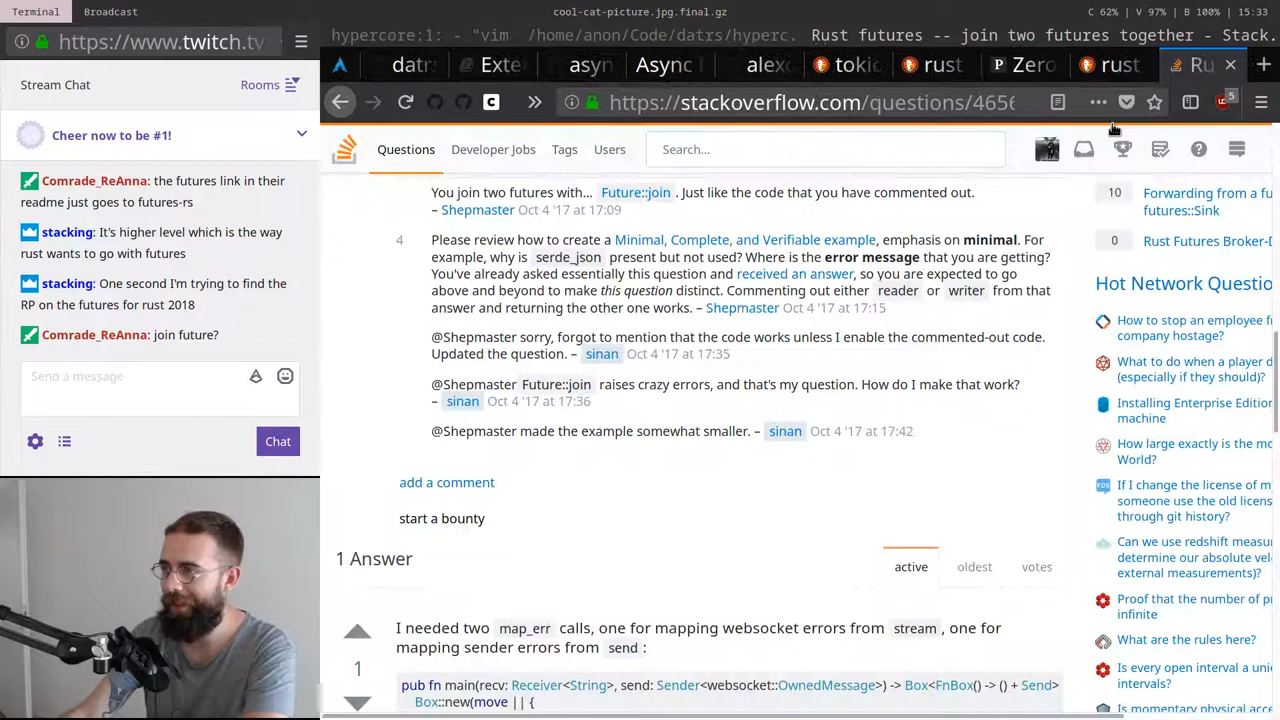 Terminal
Broadcast
cool-cat-picture.jpg.final.gz
C 62% | V 97% | B 100% | 15:33
https://www.twitch.tv
hypercore:1: - "vim /home/anon/Code/datrs/hyperc.
Rust futures -- join two futures together - Stack.
datr
Exte
asyn
Async
alex
toki
rust
Zero
rust
Ru
https://stackoverflow.com/questions/4656
5
Stream Chat
Rooms
Cheer now to be #1!
Comrade_ReAnna: the futures link in their
readme just goes to futures-rs
stacking: It's higher level which is the way
rust wants to go with futures
stacking: One second I'm trying to find the
RP on the futures for rust 2018
Comrade_ReAnna: join future?
Send a message
Chat
Questions
Developer Jobs
Tags
Users
Search...
You join two futures with... Future::join . Just like the code that you have commented out.
– Shepmaster Oct 4 '17 at 17:09
4
Please review how to create a Minimal, Complete, and Verifiable example, emphasis on minimal. For
example, why is serde_json present but not used? Where is the error message that you are getting?
You've already asked essentially this question and received an answer, so you are expected to go
above and beyond to make this question distinct. Commenting out either reader or writer from that
answer and returning the other one works. – Shepmaster Oct 4 '17 at 17:15
@Shepmaster sorry, forgot to mention that the code works unless I enable the commented-out code.
Updated the question. – sinan Oct 4 '17 at 17:35
@Shepmaster Future::join raises crazy errors, and that's my question. How do I make that work?
– sinan Oct 4 '17 at 17:36
@Shepmaster made the example somewhat smaller. – sinan Oct 4 '17 at 17:42
add a comment
start a bounty
1 Answer
active
oldest
votes
1
I needed two map_err calls, one for mapping websocket errors from stream , one for
mapping sender errors from send :
pub fn main(recv: Receiver<String>, send: Sender<websocket::OwnedMessage>) -> Box<FnBox() -> () + Send>
Box::new(move || {
10
Forwarding from a fu
futures::Sink
0
Rust Futures Broker-D
Hot Network Questio
How to stop an employee fr
company hostage?
What to do when a player d
(especially if they should)?
Installing Enterprise Edition
machine
How large exactly is the mo
World?
If I change the license of m
someone use the old licens
through git history?
Can we use redshift measur
determine our absolute velo
external measurements)?
Proof that the number of pr
infinite
What are the rules here?
Is every open interval a unio
intervals?
Is momentary physical acce